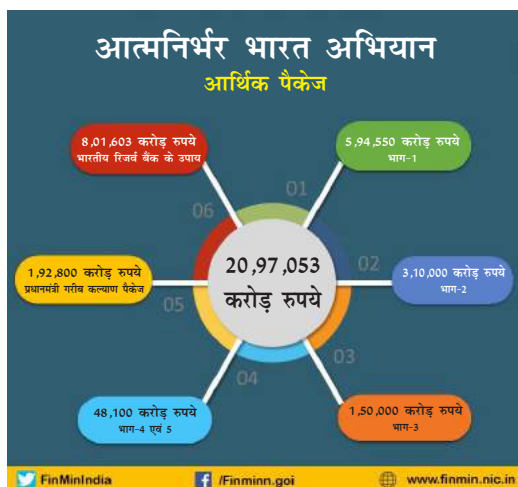 आत्मनिर्भर भारत अभियान
आर्थिक पैकेज
8,01,603 करोड़ रुपये
भारतीय रिजर्व बैंक के उपाय
5,94,550 करोड़ रुपये
भाग-1
01
06
1,92,800 करोड़ रुपये
प्रधानमंत्री गरीब कल्याण पैकेज
20,97,053
करोड़ रुपये
02
3,10,000 करोड़ रुपये
भाग-2
05
03
04
48,100 करोड़ रुपये
भाग-4 एवं 5
1,50,000 करोड़ रुपये
भाग-3
FinMinIndia
/Finminn.goi
www.finmin.nic.in